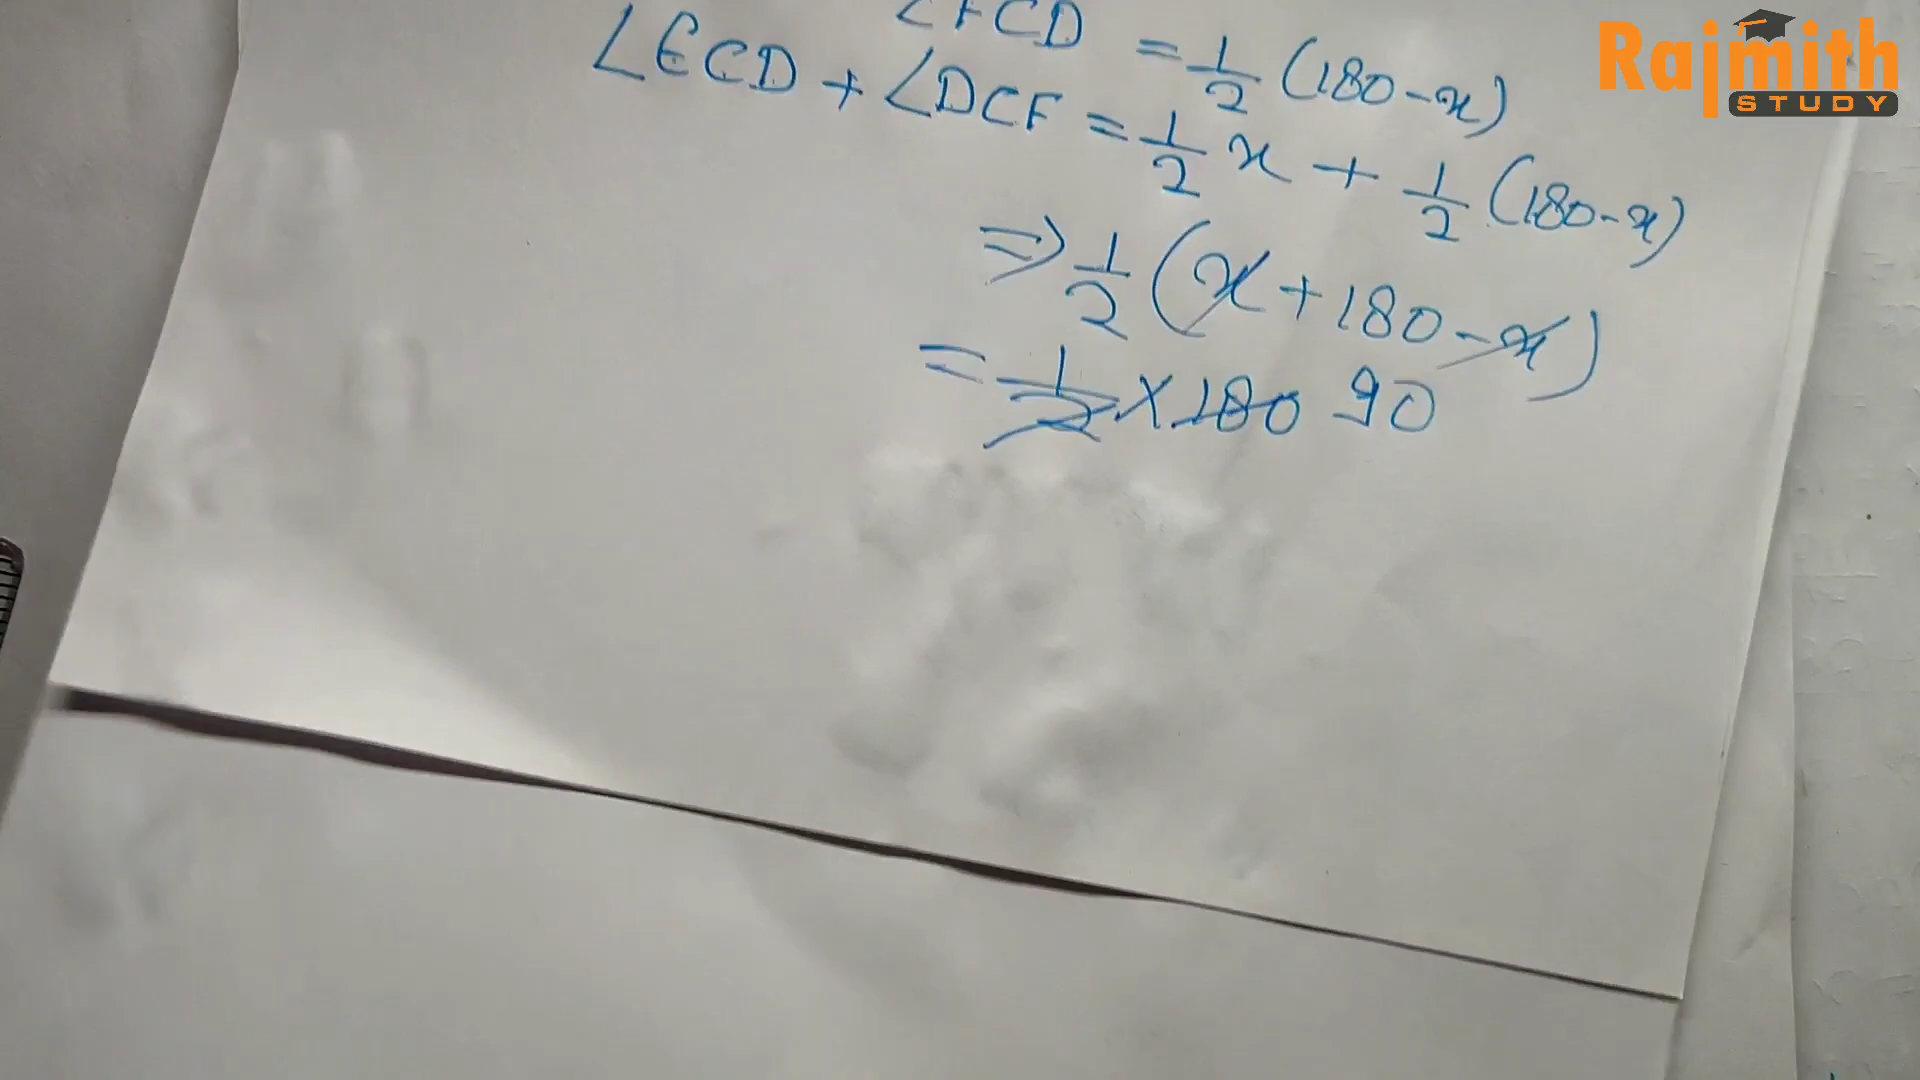 ∠FCD = 1/2 (180-x)
∠ECD + ∠DCF = 1/2 x + 1/2 (180-x)
⇒ 1/2 (x + 180 - x)
= 1/2 × 180 90
Rajmith
STUDY